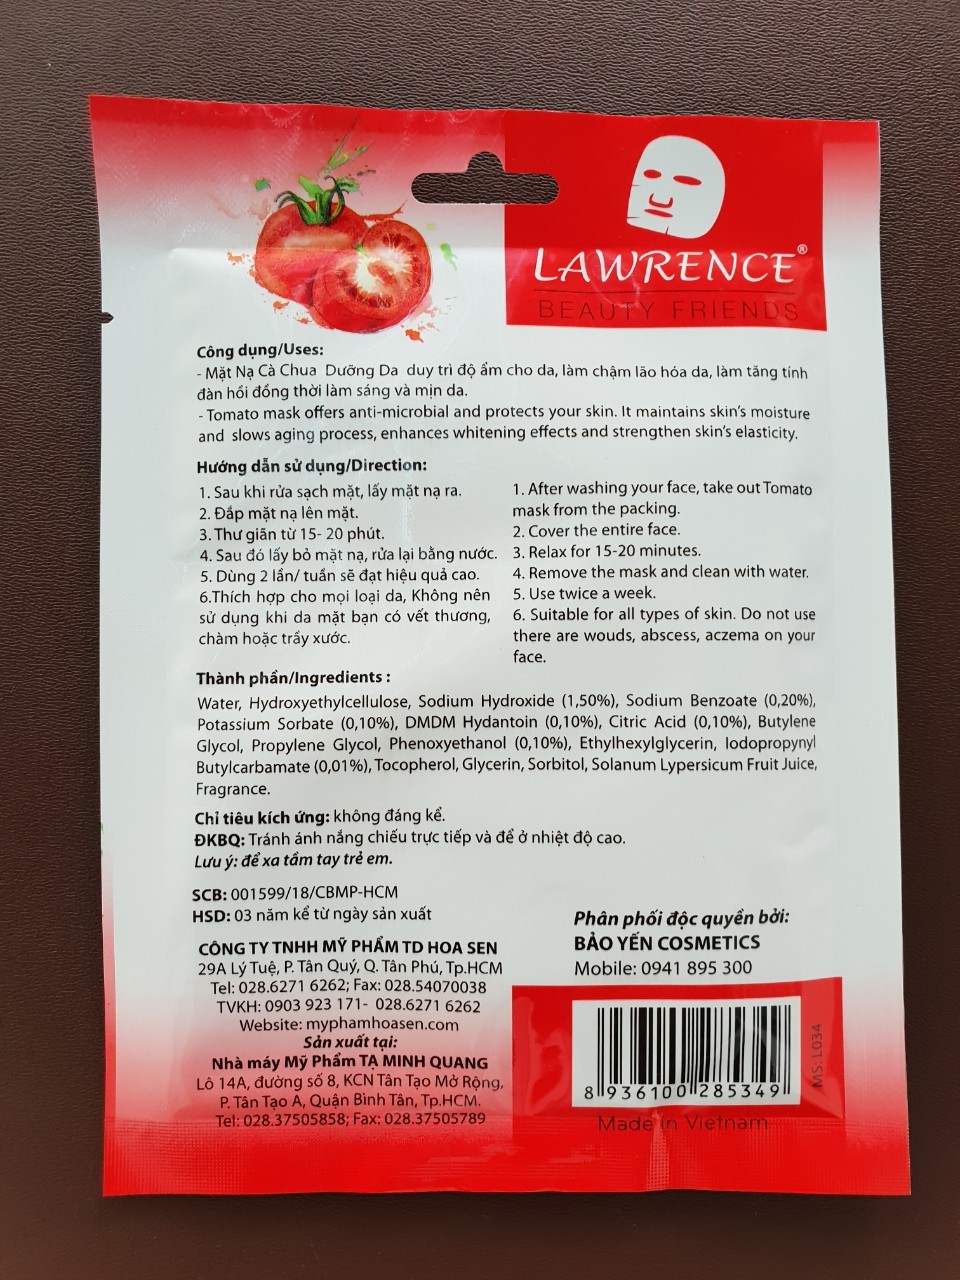 LAWRENCE®
BEAUTY FRIENDS
Công dụng/Uses:
- Mặt Nạ Cà Chua Dưỡng Da duy trì độ ẩm cho da, làm chậm lão hóa da, làm tăng tính
đàn hồi đồng thời làm sáng và mịn da.
- Tomato mask offers anti-microbial and protects your skin. It maintains skin's moisture
and slows aging process, enhances whitening effects and strengthen skin's elasticity.
Hướng dẫn sử dụng/Direction:
1. Sau khi rửa sạch mặt, lấy mặt nạ ra.
2. Đắp mặt nạ lên mặt.
3. Thư giãn từ 15- 20 phút.
4. Sau đó lấy bỏ mặt nạ, rửa lại bằng nước.
5. Dùng 2 lần/ tuần sẽ đạt hiệu quả cao.
6.Thích hợp cho mọi loại da, Không nên
sử dụng khi da mặt bạn có vết thương,
chàm hoặc trầy xước.
1. After washing your face, take out Tomato
mask from the packing.
2. Cover the entire face.
3. Relax for 15-20 minutes.
4. Remove the mask and clean with water.
5. Use twice a week.
6. Suitable for all types of skin. Do not use
there are wouds, abscess, aczema on your
face.
Thành phần/Ingredients :
Water, Hydroxyethylcellulose, Sodium Hydroxide (1,50%), Sodium Benzoate (0,20%),
Potassium Sorbate (0,10%), DMDM Hydantoin (0,10%), Citric Acid (0,10%), Butylene
Glycol, Propylene Glycol, Phenoxyethanol (0,10%), Ethylhexylglycerin, Iodopropynyl
Butylcarbamate (0,01%), Tocopherol, Glycerin, Sorbitol, Solanum Lypersicum Fruit Juice,
Fragrance.
Chỉ tiêu kích ứng: không đáng kể.
ĐKBQ: Tránh ánh nắng chiếu trực tiếp và để ở nhiệt độ cao.
Lưu ý: để xa tầm tay trẻ em.
SCB: 001599/18/CBMP-HCM
HSD: 03 năm kể từ ngày sản xuất
CÔNG TY TNHH MỸ PHẨM TD HOA SEN
29A Lý Tuệ, P. Tân Quý, Q. Tân Phú, Tp.HCM
Tel: 028.6271 6262; Fax: 028.54070038
TVKH: 0903 923 171- 028.6271 6262
Website: myphamhoasen.com
Sản xuất tại:
Nhà máy Mỹ Phẩm TẠ MINH QUANG
Lô 14A, đường số 8, KCN Tân Tạo Mở Rộng,
P. Tân Tạo A, Quận Bình Tân, Tp.HCM.
Tel: 028.37505858; Fax: 028.37505789
Phân phối độc quyền bởi:
BẢO YẾN COSMETICS
Mobile: 0941 895 300
8 936100 285349
MS: L034
Made in Vietnam